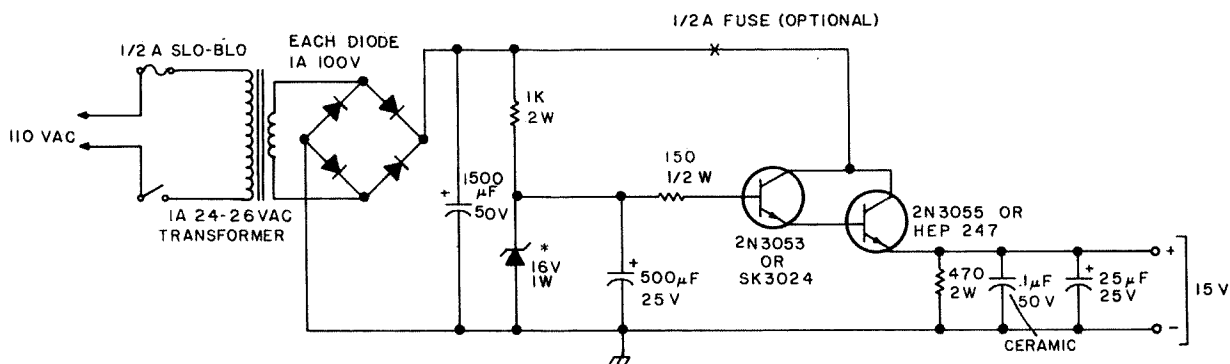 1/2 A FUSE (OPTIONAL)
1/2 A SLO-BLO
EACH DIODE
1A 100V
110 VAC
1A 24-26VAC
TRANSFORMER
1K
2W
1500
µF
50V
+
*
16V
1W
+
500µF
25V
150
1/2 W
2N3053
OR
SK3024
2N3055 OR
HEP 247
470
2W
.1µF
50V
CERAMIC
+
25µF
25V
+
-
15V